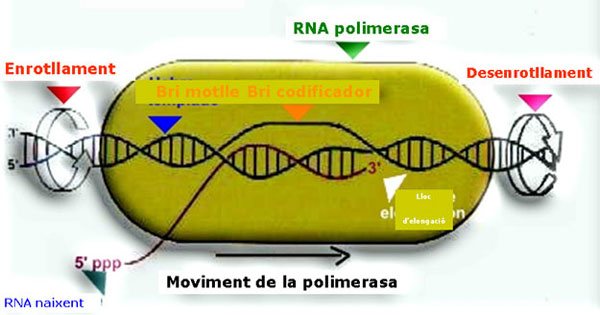 RNA polimerasa
Enrotllament
Desenrotllament
Bri motlle Bri codificador
3'
5'
3'
Lloc
d'elongació
5' ppp
Moviment de la polimerasa
RNA naixent